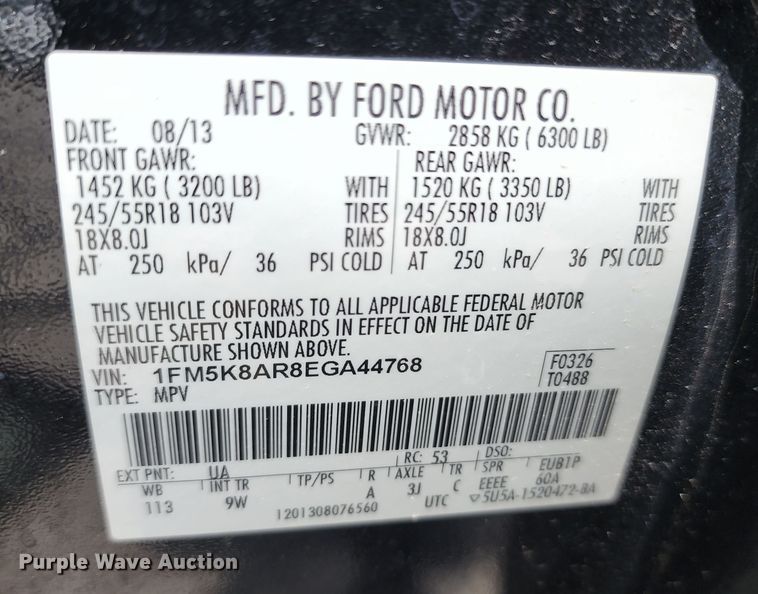 MFD. BY FORD MOTOR CO.
DATE: 08/13 GVWR: 2858 KG ( 6300 LB)
FRONT GAWR: REAR GAWR:
1452 KG ( 3200 LB) WITH 1520 KG ( 3350 LB) WITH
245/55R18 103V TIRES 245/55R18 103V TIRES
18X8.0J RIMS 18X8.0J RIMS
AT 250 kPa/ 36 PSI COLD AT 250 kPa/ 36 PSI COLD
THIS VEHICLE CONFORMS TO ALL APPLICABLE FEDERAL MOTOR
VEHICLE SAFETY STANDARDS IN EFFECT ON THE DATE OF
MANUFACTURE SHOWN ABOVE.
VIN: 1FM5K8AR8EGA44768 F0326
TYPE: MPV T0488
EXT PNT: UA RC: 53 DSO:
WB INT TR TP/PS R AXLE TR SPR EUB1P
113 9W A 3J C EEEE 60A
1201308076560 UTC ▽5U5A-1520472-BA
Purple Wave Auction